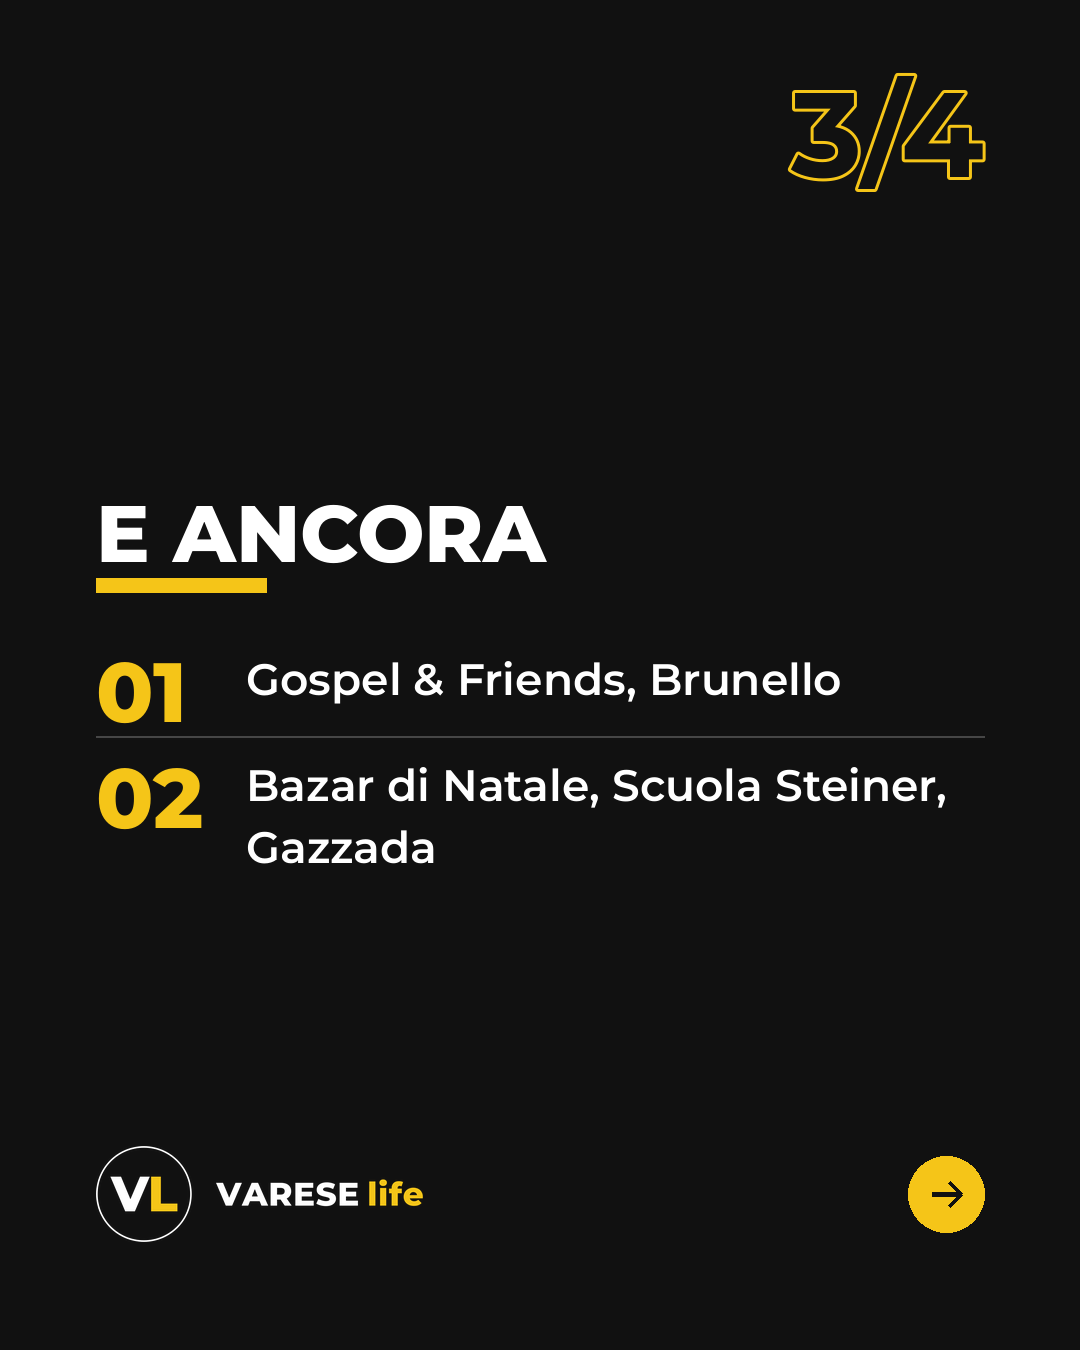 3/4
E ANCORA
01 Gospel & Friends, Brunello
02 Bazar di Natale, Scuola Steiner,
Gazzada
VL VARESE life